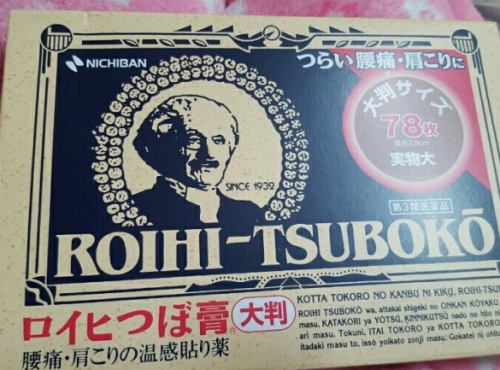 NICHIBAN
つらい腰痛・肩こりに
大判サイズ
78枚
実物大
SINCE 1932
第3類医薬品
ROIHI-TSUBOKŌ
ロイヒつぼ膏 大判
腰痛・肩こりの温感貼り薬
KOTTA TOKORO NO KANBU NI KIKU, ROIHI-TSU
ROIHI TSUBOKŌ wa, attakai shigeki no ONKAN KŌYAKU
masu. KATAKORI ya YŌTSŪ, KINNIKUTSŪ nado no hito ni
ari masu. Tokuni, ITAI TOKORO ya KOTTA TOKORO
itadaki masu to, issō yoikato zonji masu. Gokatei ni